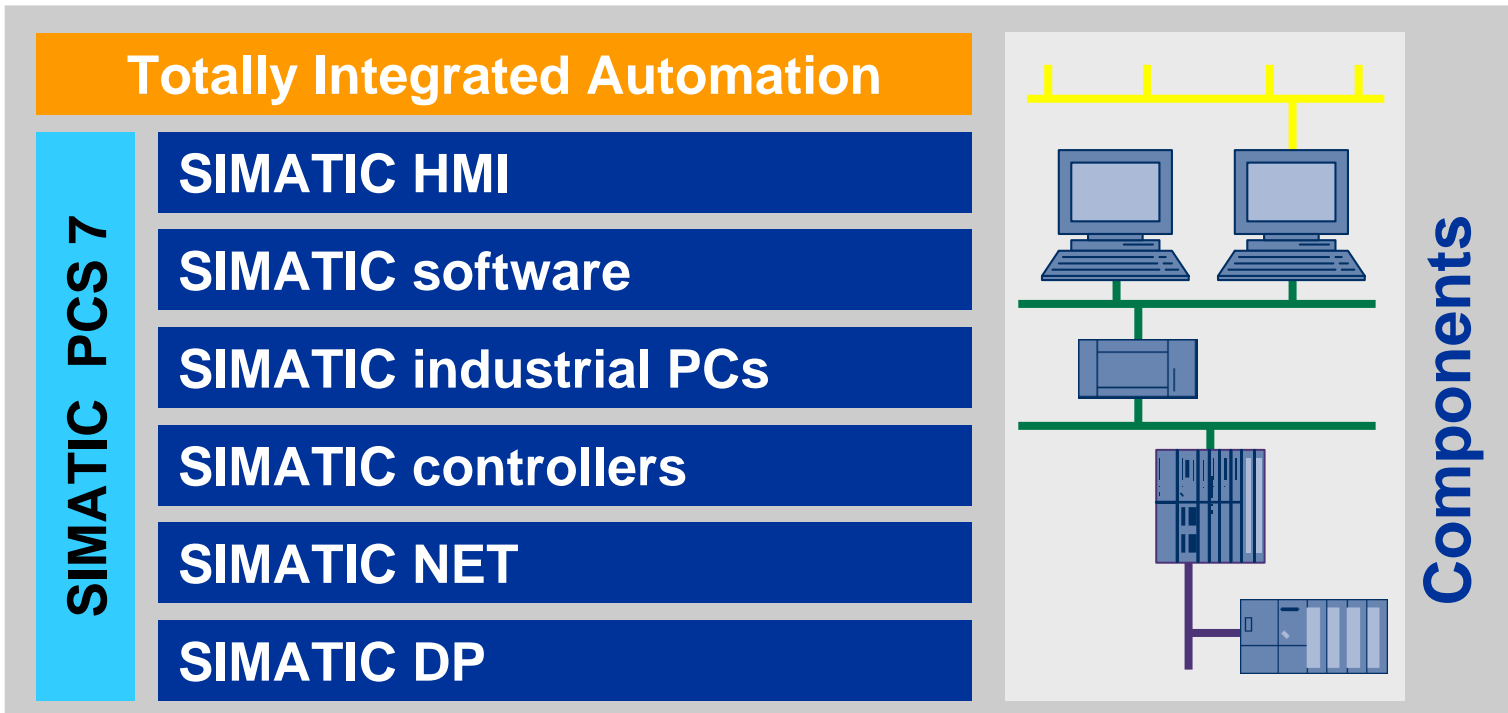 Totally Integrated Automation
SIMATIC PCS 7
SIMATIC HMI
SIMATIC software
SIMATIC industrial PCs
SIMATIC controllers
SIMATIC NET
SIMATIC DP
Components